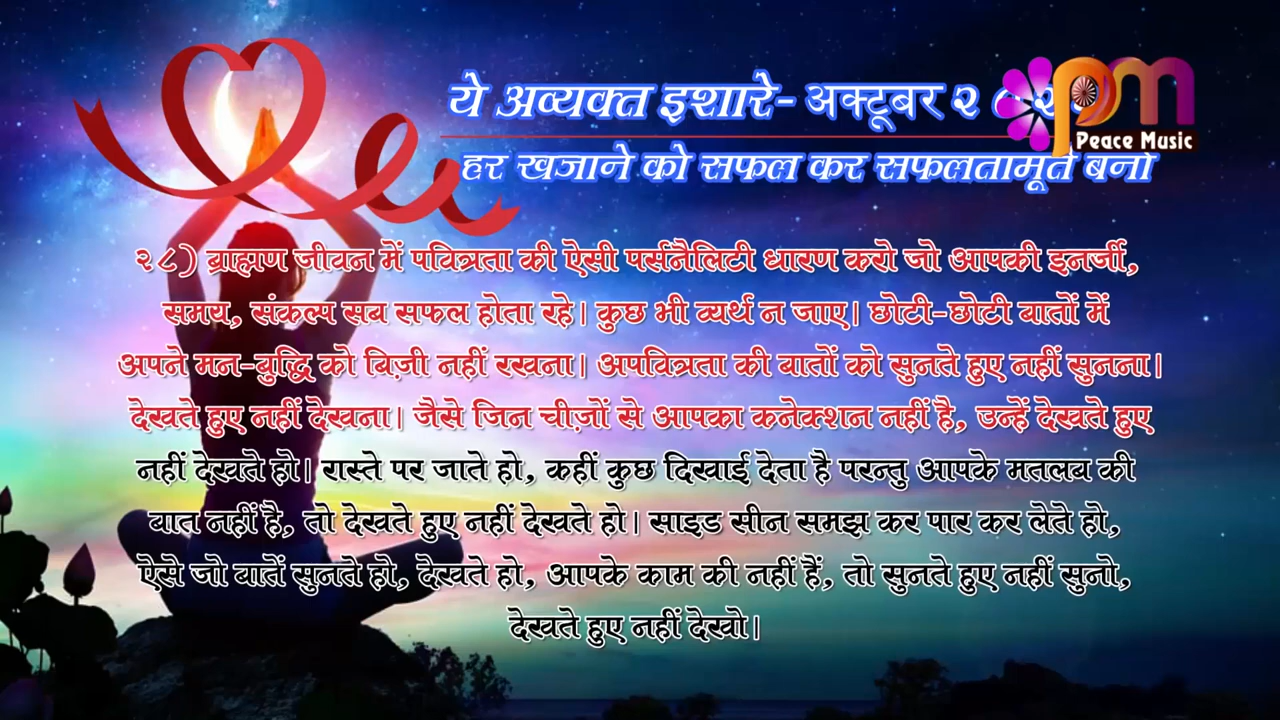 ये अव्यक्त इशारे- अक्टूबर २
pm
Peace Music
हर खजाने को सफल कर सफलतामूर्त बनो
२८) ब्राह्मण जीवन में पवित्रता की ऐसी पर्सनैलिटी धारण करो जो आपकी इनर्जी,
समय, संकल्प सब सफल होता रहे। कुछ भी व्यर्थ न जाए। छोटी-छोटी बातों में
अपने मन-बुद्धि को बिज़ी नहीं रखना। अपवित्रता की बातों को सुनते हुए नहीं सुनना।
देखते हुए नहीं देखना। जैसे जिन चीज़ों से आपका कनेक्शन नहीं है, उन्हें देखते हुए
नहीं देखते हो। रास्ते पर जाते हो, कहीं कुछ दिखाई देता है परन्तु आपके मतलब की
बात नहीं है, तो देखते हुए नहीं देखते हो। साइड सीन समझ कर पार कर लेते हो,
ऐसे जो बातें सुनते हो, देखते हो, आपके काम की नहीं हैं, तो सुनते हुए नहीं सुनो,
देखते हुए नहीं देखो।